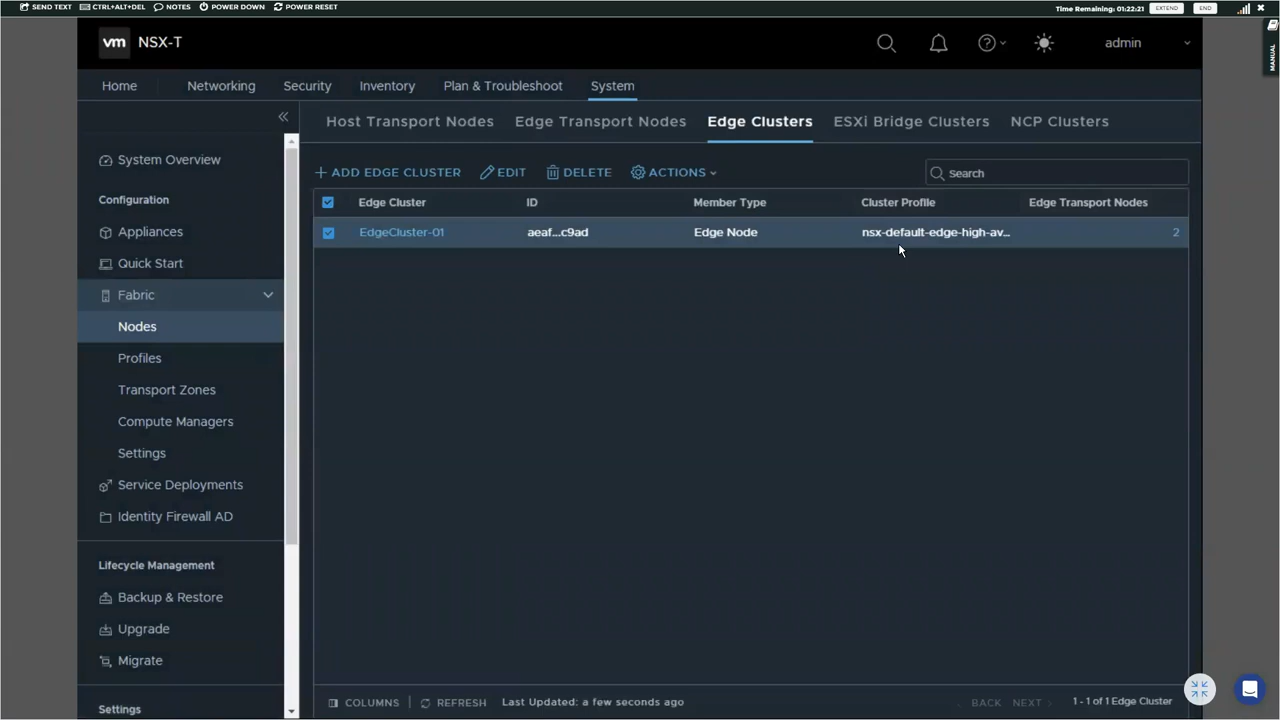 SEND TEXT CTRL+ALT+DEL NOTES POWER DOWN POWER RESET Time Remaining: 01:22:21 EXTEND END
MANUAL
vm NSX-T admin
Home Networking Security Inventory Plan & Troubleshoot System
Host Transport Nodes Edge Transport Nodes Edge Clusters ESXi Bridge Clusters NCP Clusters
System Overview
Configuration
Appliances
Quick Start
Fabric
Nodes
Profiles
Transport Zones
Compute Managers
Settings
Service Deployments
Identity Firewall AD
Lifecycle Management
Backup & Restore
Upgrade
Migrate
Settings
ADD EDGE CLUSTER EDIT DELETE ACTIONS Search
Edge Cluster ID Member Type Cluster Profile Edge Transport Nodes
EdgeCluster-01 aeaf...c9ad Edge Node nsx-default-edge-high-av... 2
COLUMNS REFRESH Last Updated: a few seconds ago BACK NEXT 1 - 1 of 1 Edge Cluster